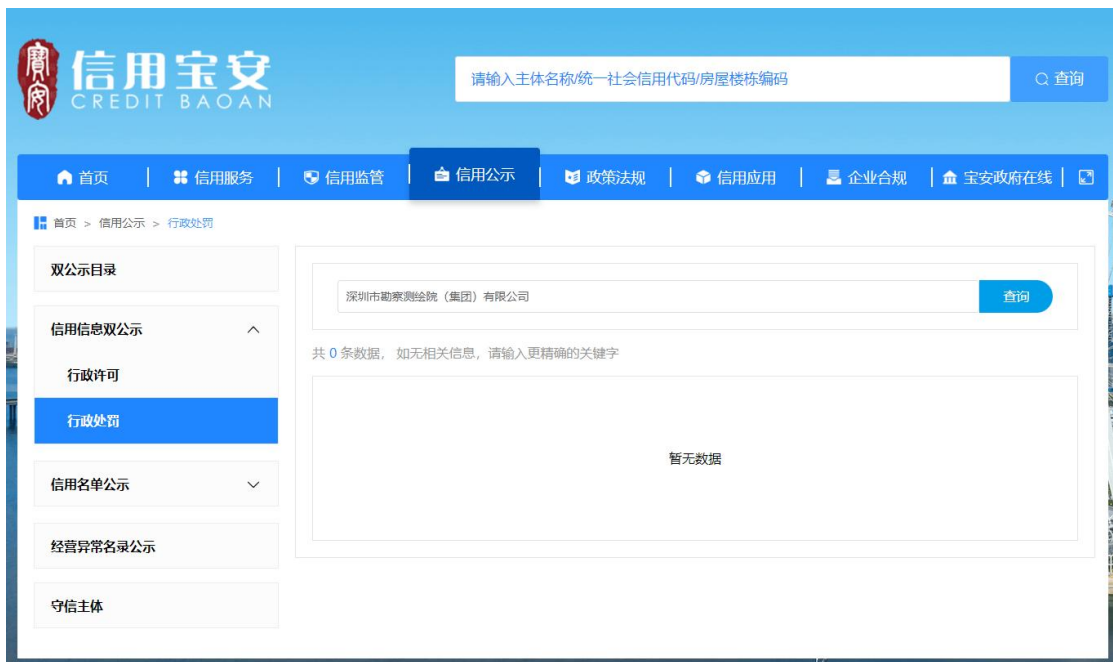 寶安
信用宝安
CREDIT BAOAN
请输入主体名称/统一社会信用代码/房屋楼栋编码
查询
首页
信用服务
信用监管
信用公示
政策法规
信用应用
企业合规
宝安政府在线
首页 > 信用公示 > 行政处罚
双公示目录
信用信息双公示
行政许可
行政处罚
信用名单公示
经营异常名录公示
守信主体
深圳市勘察测绘院（集团）有限公司
查询
共 0 条数据， 如无相关信息，请输入更精确的关键字
暂无数据